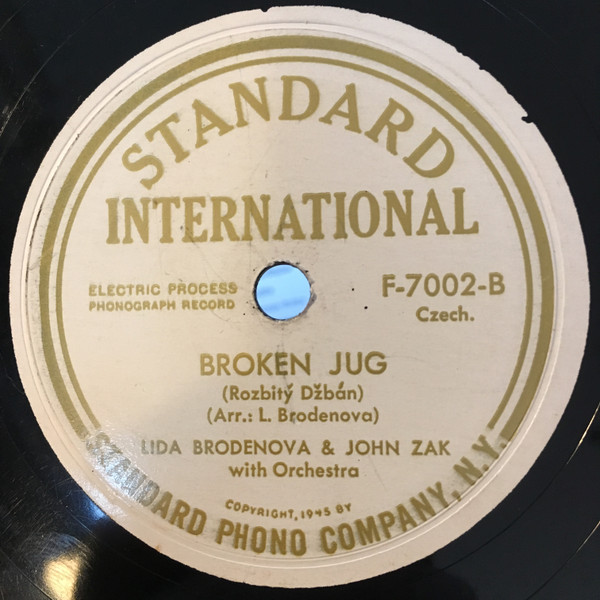 STANDARD
INTERNATIONAL
ELECTRIC PROCESS
PHONOGRAPH RECORD
F-7002-B
Czech.
BROKEN JUG
(Rozbitý Džbán)
(Arr.: L. Brodenova)
LIDA BRODENOVA & JOHN ZAK
with Orchestra
COPYRIGHT, 1945 BY
STANDARD PHONO COMPANY, N.Y.